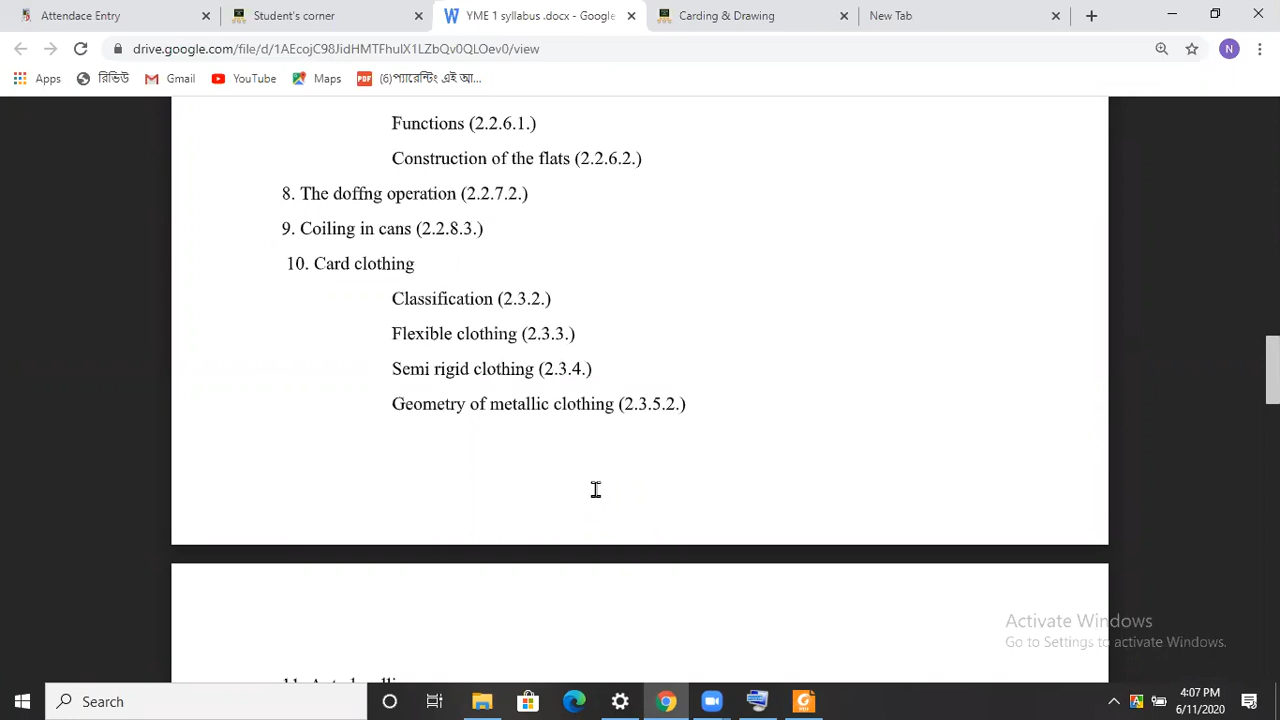 Attendace Entry
Student's corner
YME 1 syllabus .docx - Google
Carding & Drawing
New Tab
drive.google.com/file/d/1AEcojC98JidHMTFhulX1LZbQv0QLOev0/view
N
Apps
রিভিউ
Gmail
YouTube
Maps
PDF
(6)প্যারেন্টিং এই আ...
Functions (2.2.6.1.)
Construction of the flats (2.2.6.2.)
8. The doffng operation (2.2.7.2.)
9. Coiling in cans (2.2.8.3.)
10. Card clothing
Classification (2.3.2.)
Flexible clothing (2.3.3.)
Semi rigid clothing (2.3.4.)
Geometry of metallic clothing (2.3.5.2.)
Activate Windows
Go to Settings to activate Windows.
Search
4:07 PM
6/11/2020